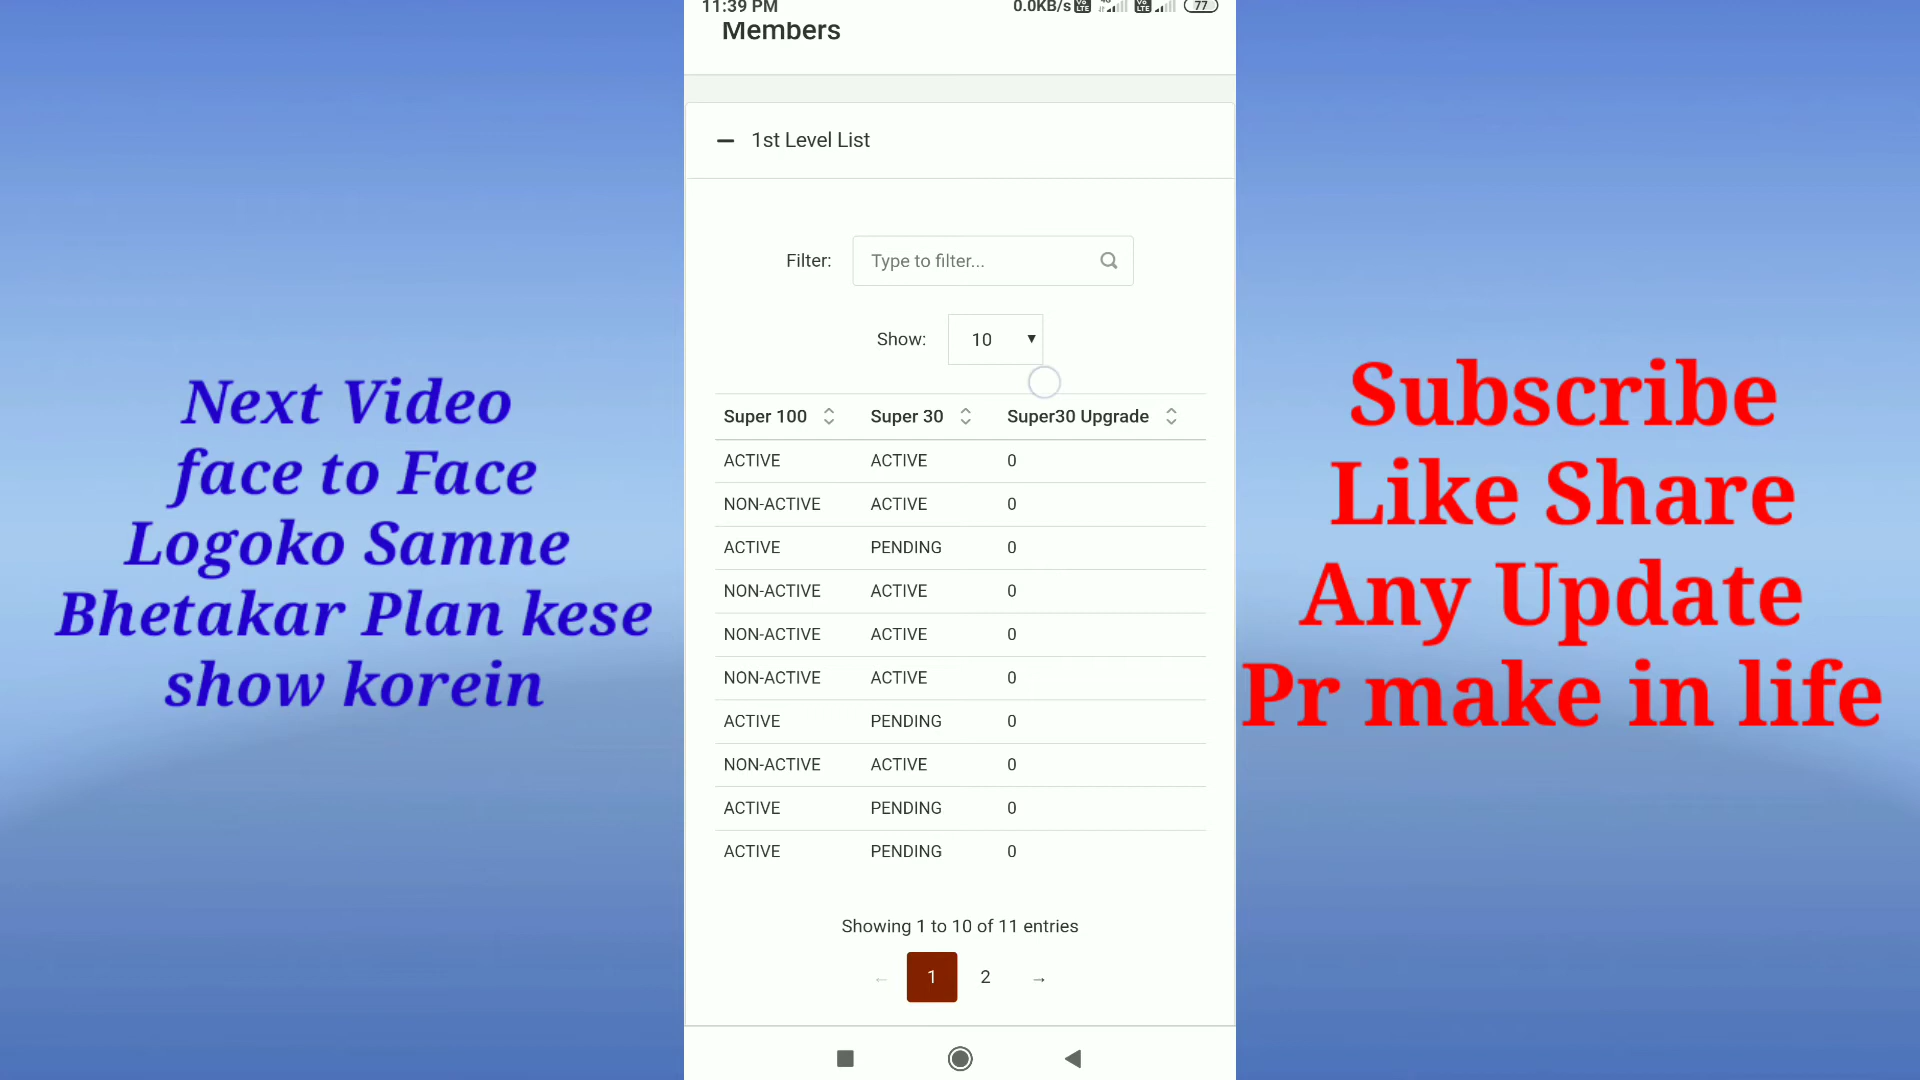 11:39 PM 0.0KB/s 77
Members
1st Level List
Filter: Type to filter...
Show: 10
Super 100 Super 30 Super30 Upgrade
ACTIVE ACTIVE 0
NON-ACTIVE ACTIVE 0
ACTIVE PENDING 0
NON-ACTIVE ACTIVE 0
NON-ACTIVE ACTIVE 0
NON-ACTIVE ACTIVE 0
ACTIVE PENDING 0
NON-ACTIVE ACTIVE 0
ACTIVE PENDING 0
ACTIVE PENDING 0
Showing 1 to 10 of 11 entries
← 1 2 →
Next Video
face to Face
Logoko Samne
Bhetakar Plan kese
show korein
Subscribe
Like Share
Any Update
Pr make in life